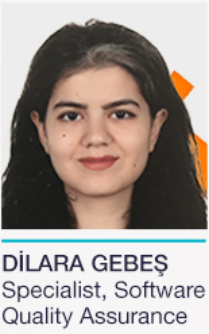 DİLARA GEBEŞ
Specialist, Software
Quality Assurance